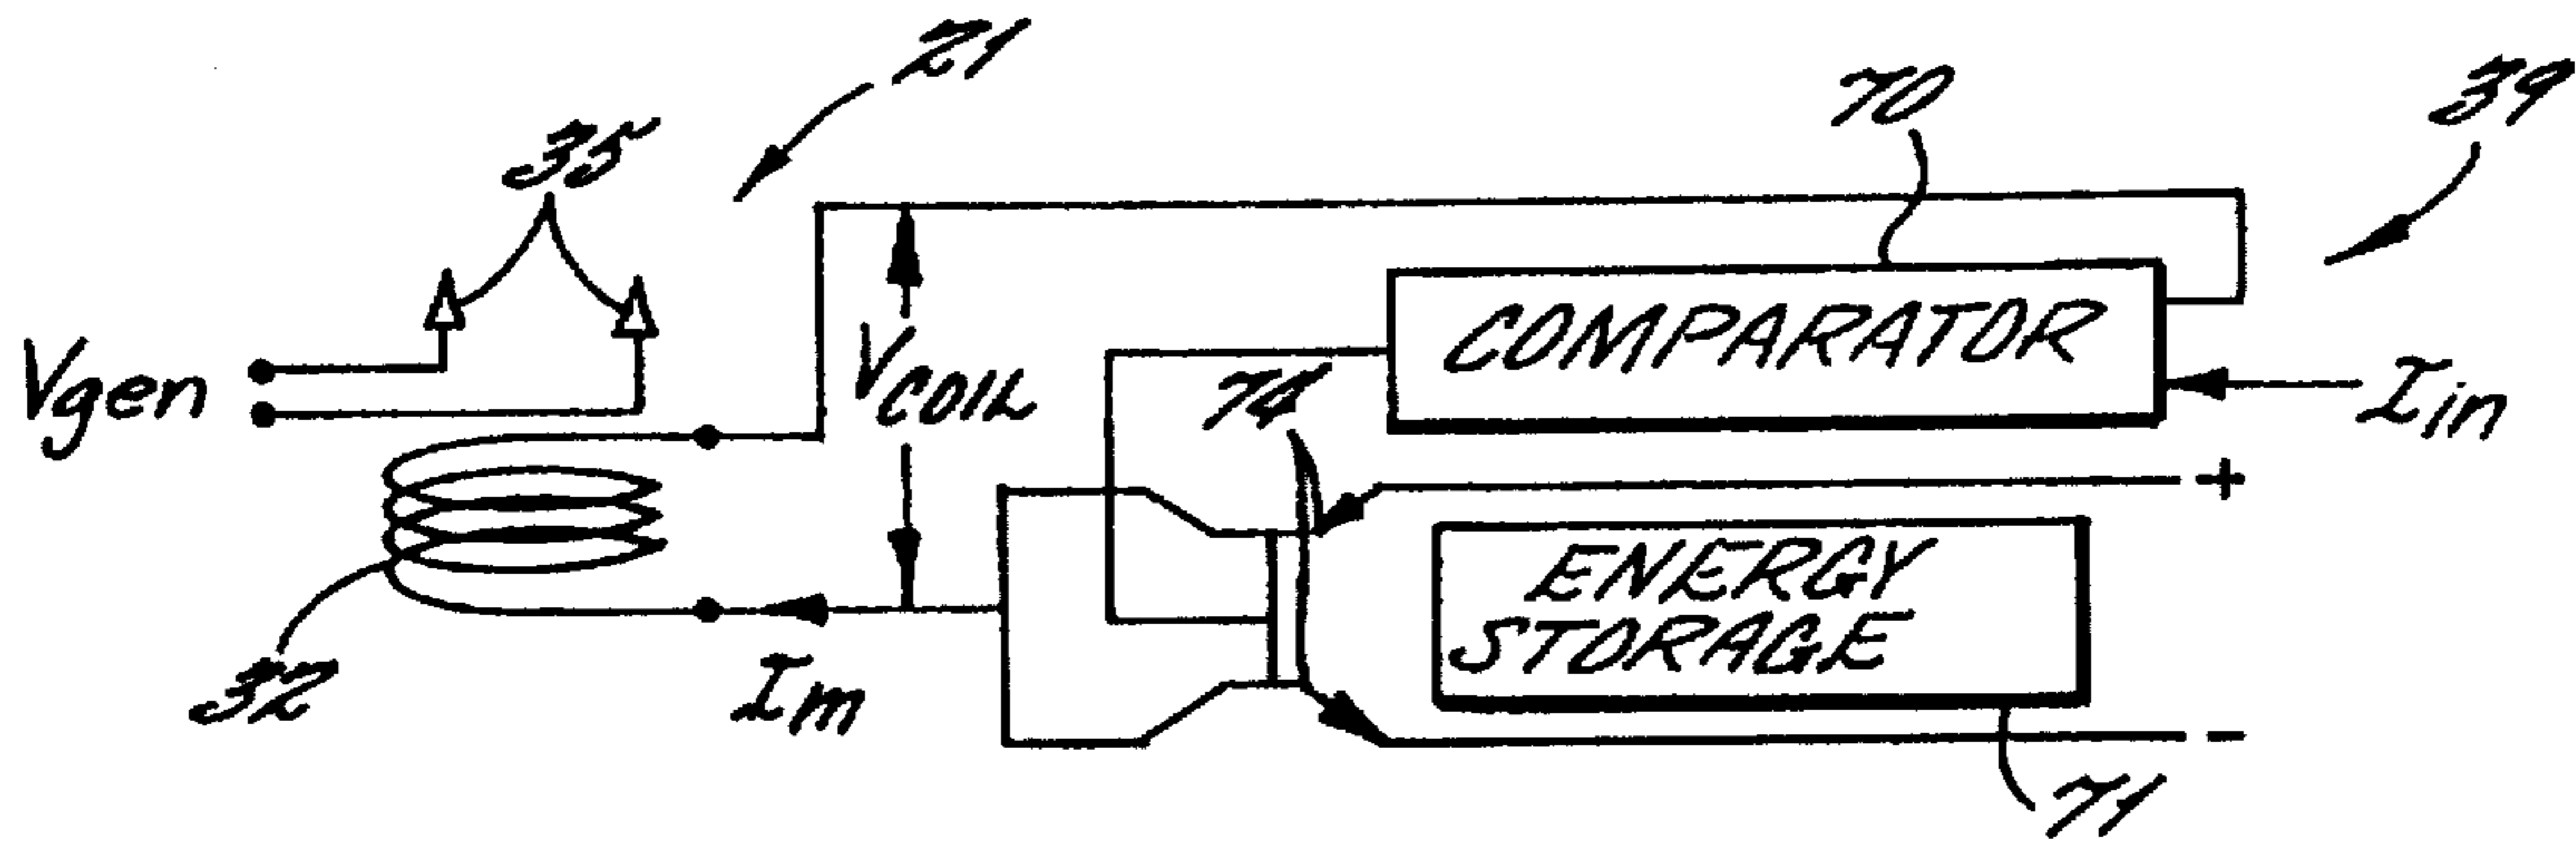 21
70
39
35
COMPARATOR
Vgen
VCOIL
74
Iin
+
ENERGY
STORAGE
32
Im
-
71